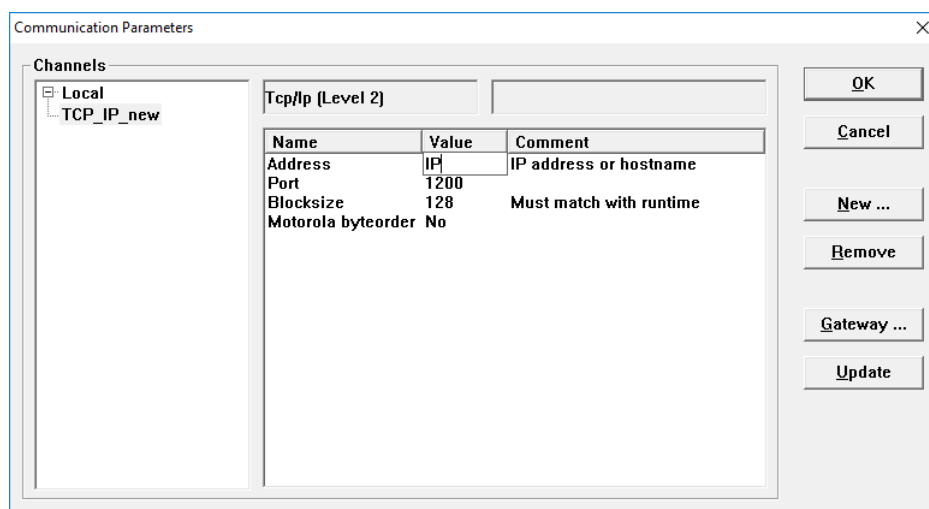 Communication Parameters
Channels
Local
TCP_IP_new
Tcp/Ip (Level 2)
Name Value Comment
Address IP IP address or hostname
Port 1200
Blocksize 128 Must match with runtime
Motorola byteorder No
OK
Cancel
New ...
Remove
Gateway ...
Update